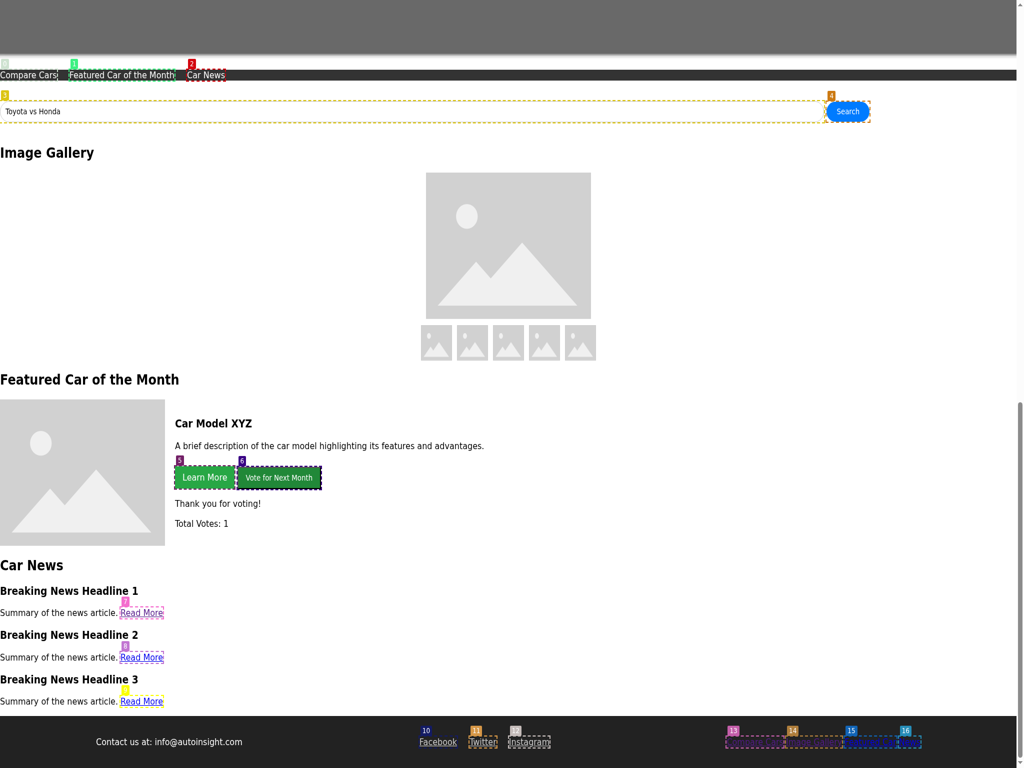 0
1
2
Compare Cars
Featured Car of the Month
Car News
3
4
Toyota vs Honda
Search
Image Gallery
Featured Car of the Month
Car Model XYZ
A brief description of the car model highlighting its features and advantages.
5
6
Learn More
Vote for Next Month
Thank you for voting!
Total Votes: 1
Car News
Breaking News Headline 1
7
Summary of the news article. Read More
Breaking News Headline 2
8
Summary of the news article. Read More
Breaking News Headline 3
9
Summary of the news article. Read More
10
11
12
13
14
15
16
Contact us at: info@autoinsight.com
Facebook
Twitter
Instagram